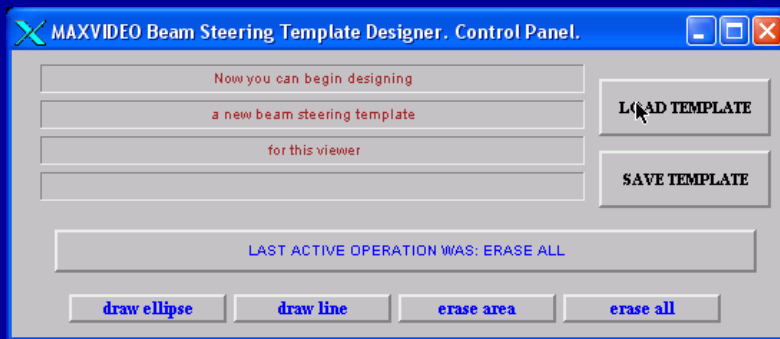 MAXVIDEO Beam Steering Template Designer. Control Panel.
Now you can begin designing
a new beam steering template
for this viewer
LOAD TEMPLATE
SAVE TEMPLATE
LAST ACTIVE OPERATION WAS: ERASE ALL
draw ellipse draw line erase area erase all